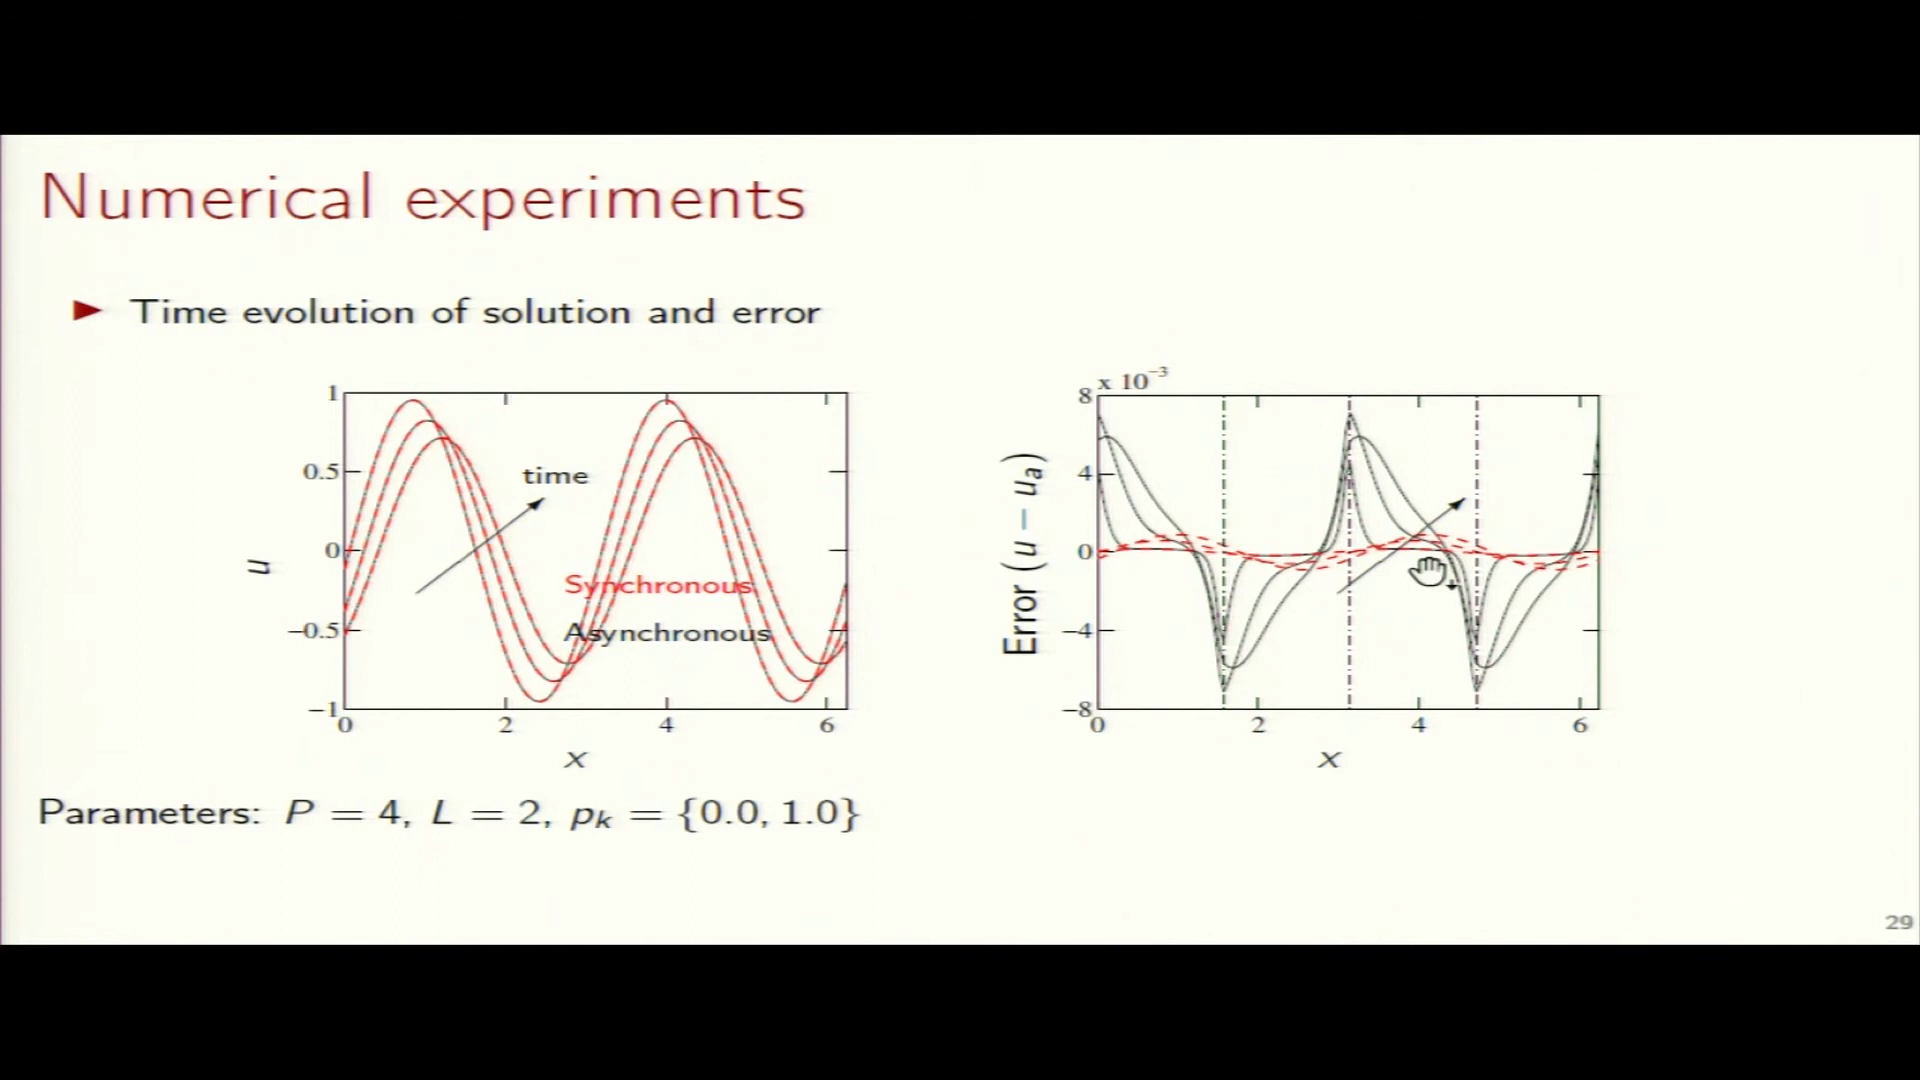 Numerical experiments
▶ Time evolution of solution and error
1
0.5
0
−0.5
−1
u
time
Synchronous
Asynchronous
0 2 4 6
x
x 10⁻³
8
4
0
−4
−8
Error (u − uₐ)
0 2 4 6
x
Parameters: P = 4, L = 2, pₖ = {0.0, 1.0}
29